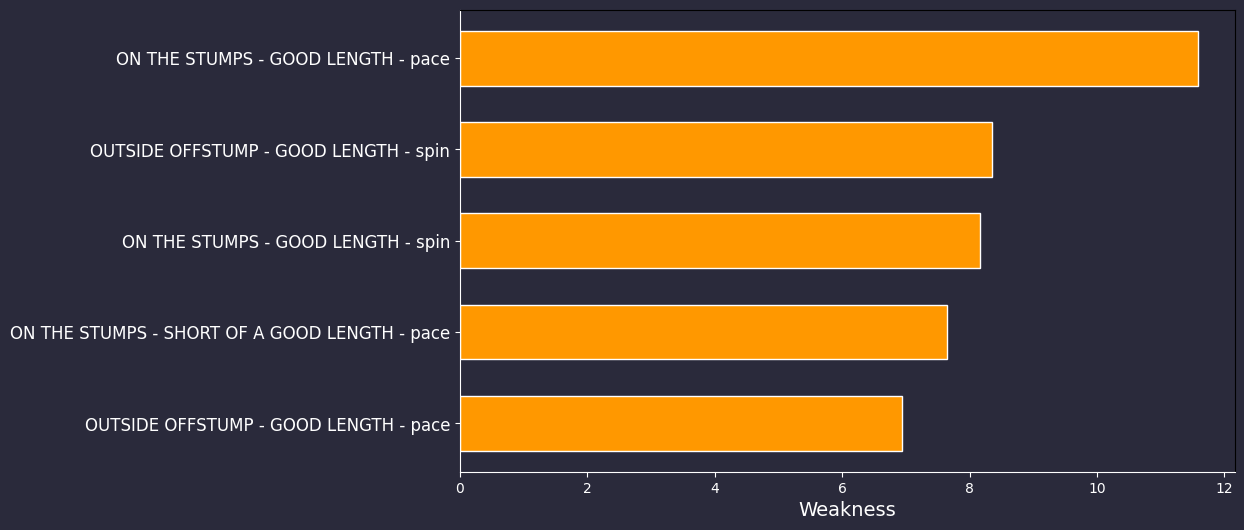 ON THE STUMPS - GOOD LENGTH - pace
OUTSIDE OFFSTUMP - GOOD LENGTH - spin
ON THE STUMPS - GOOD LENGTH - spin
ON THE STUMPS - SHORT OF A GOOD LENGTH - pace
OUTSIDE OFFSTUMP - GOOD LENGTH - pace
0 2 4 6 8 10 12
Weakness